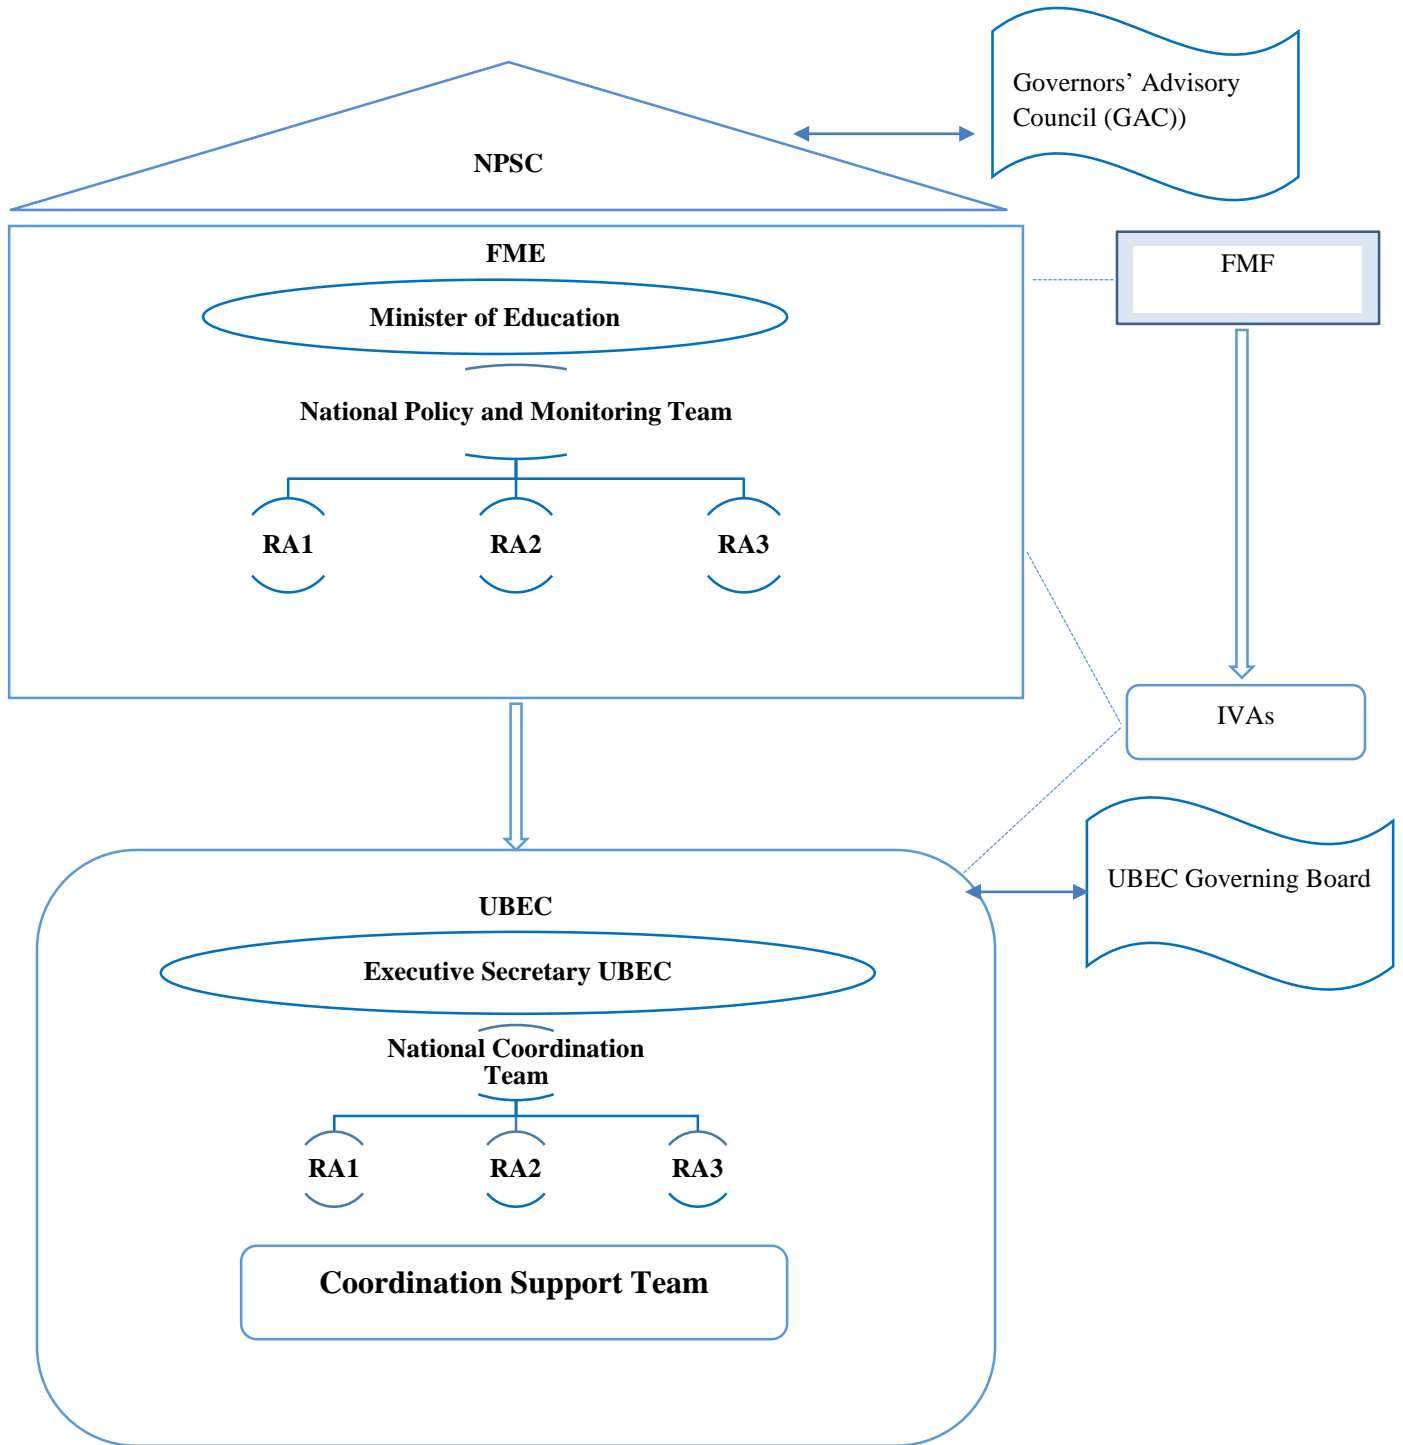 Governors’ Advisory
Council (GAC))
NPSC
FME
FMF
Minister of Education
National Policy and Monitoring Team
RA1 RA2 RA3
IVAs
UBEC Governing Board
UBEC
Executive Secretary UBEC
National Coordination
Team
RA1 RA2 RA3
Coordination Support Team